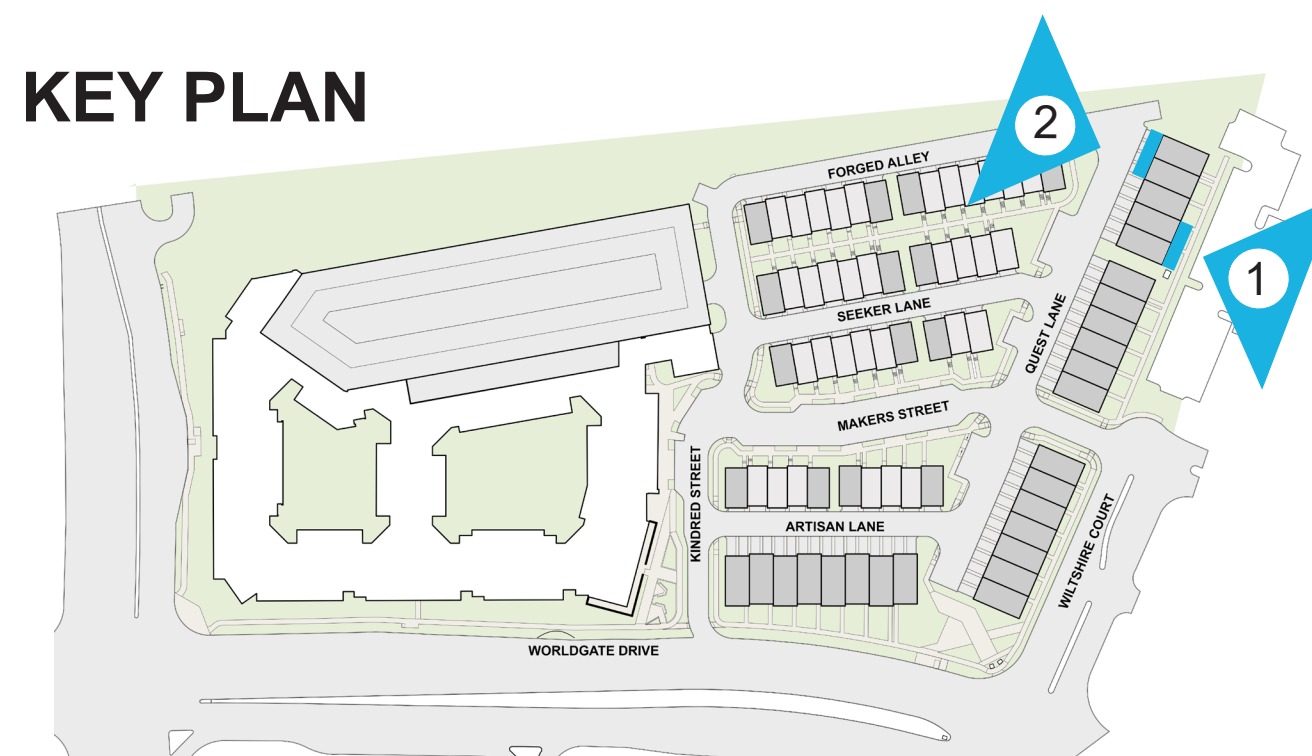 KEY PLAN
2
FORGED ALLEY
1
SEEKER LANE
QUEST LANE
MAKERS STREET
KINDRED STREET
ARTISAN LANE
WILTSHIRE COURT
WORLDGATE DRIVE